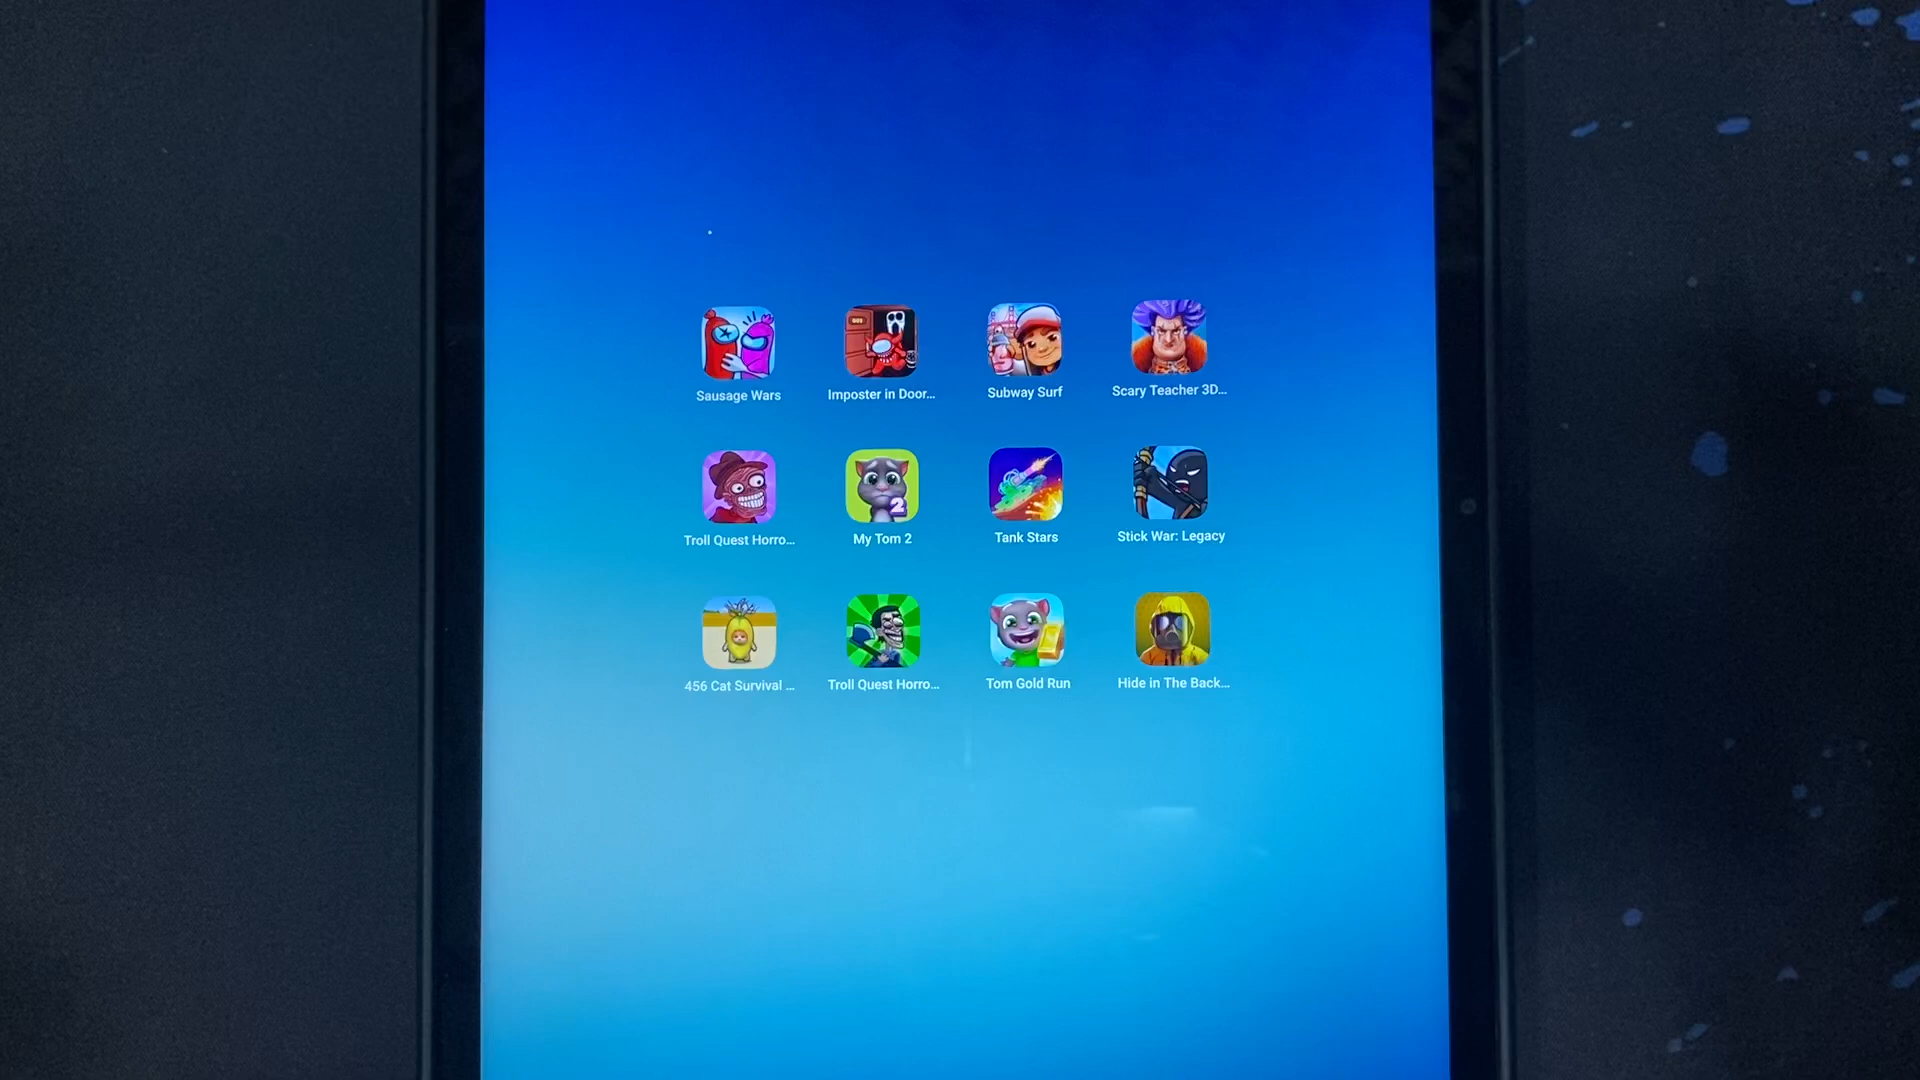 Sausage Wars
Imposter in Door...
Subway Surf
Scary Teacher 3D...
Troll Quest Horro...
My Tom 2
2
Tank Stars
Stick War: Legacy
456 Cat Survival ...
Troll Quest Horro...
Tom Gold Run
Hide in The Back...